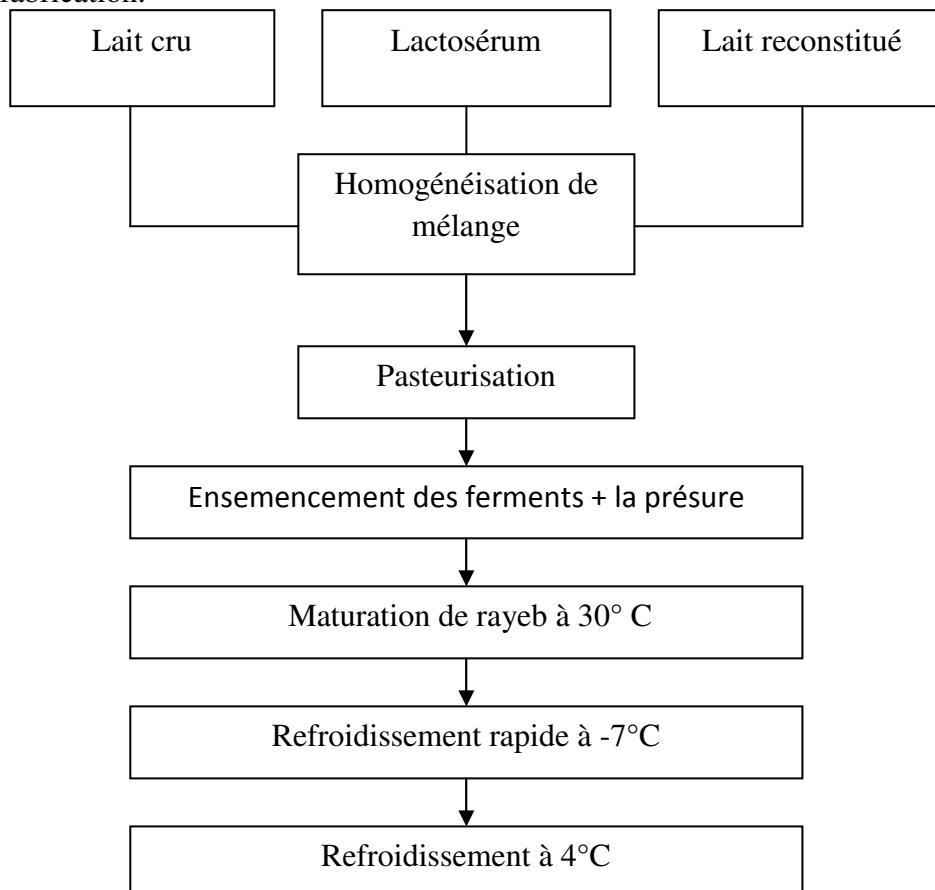 fabrication.
Lait cru
Lactosérum
Lait reconstitué
Homogénéisation de
mélange
Pasteurisation
Ensemencement des ferments + la présure
Maturation de rayeb à 30° C
Refroidissement rapide à -7°C
Refroidissement à 4°C